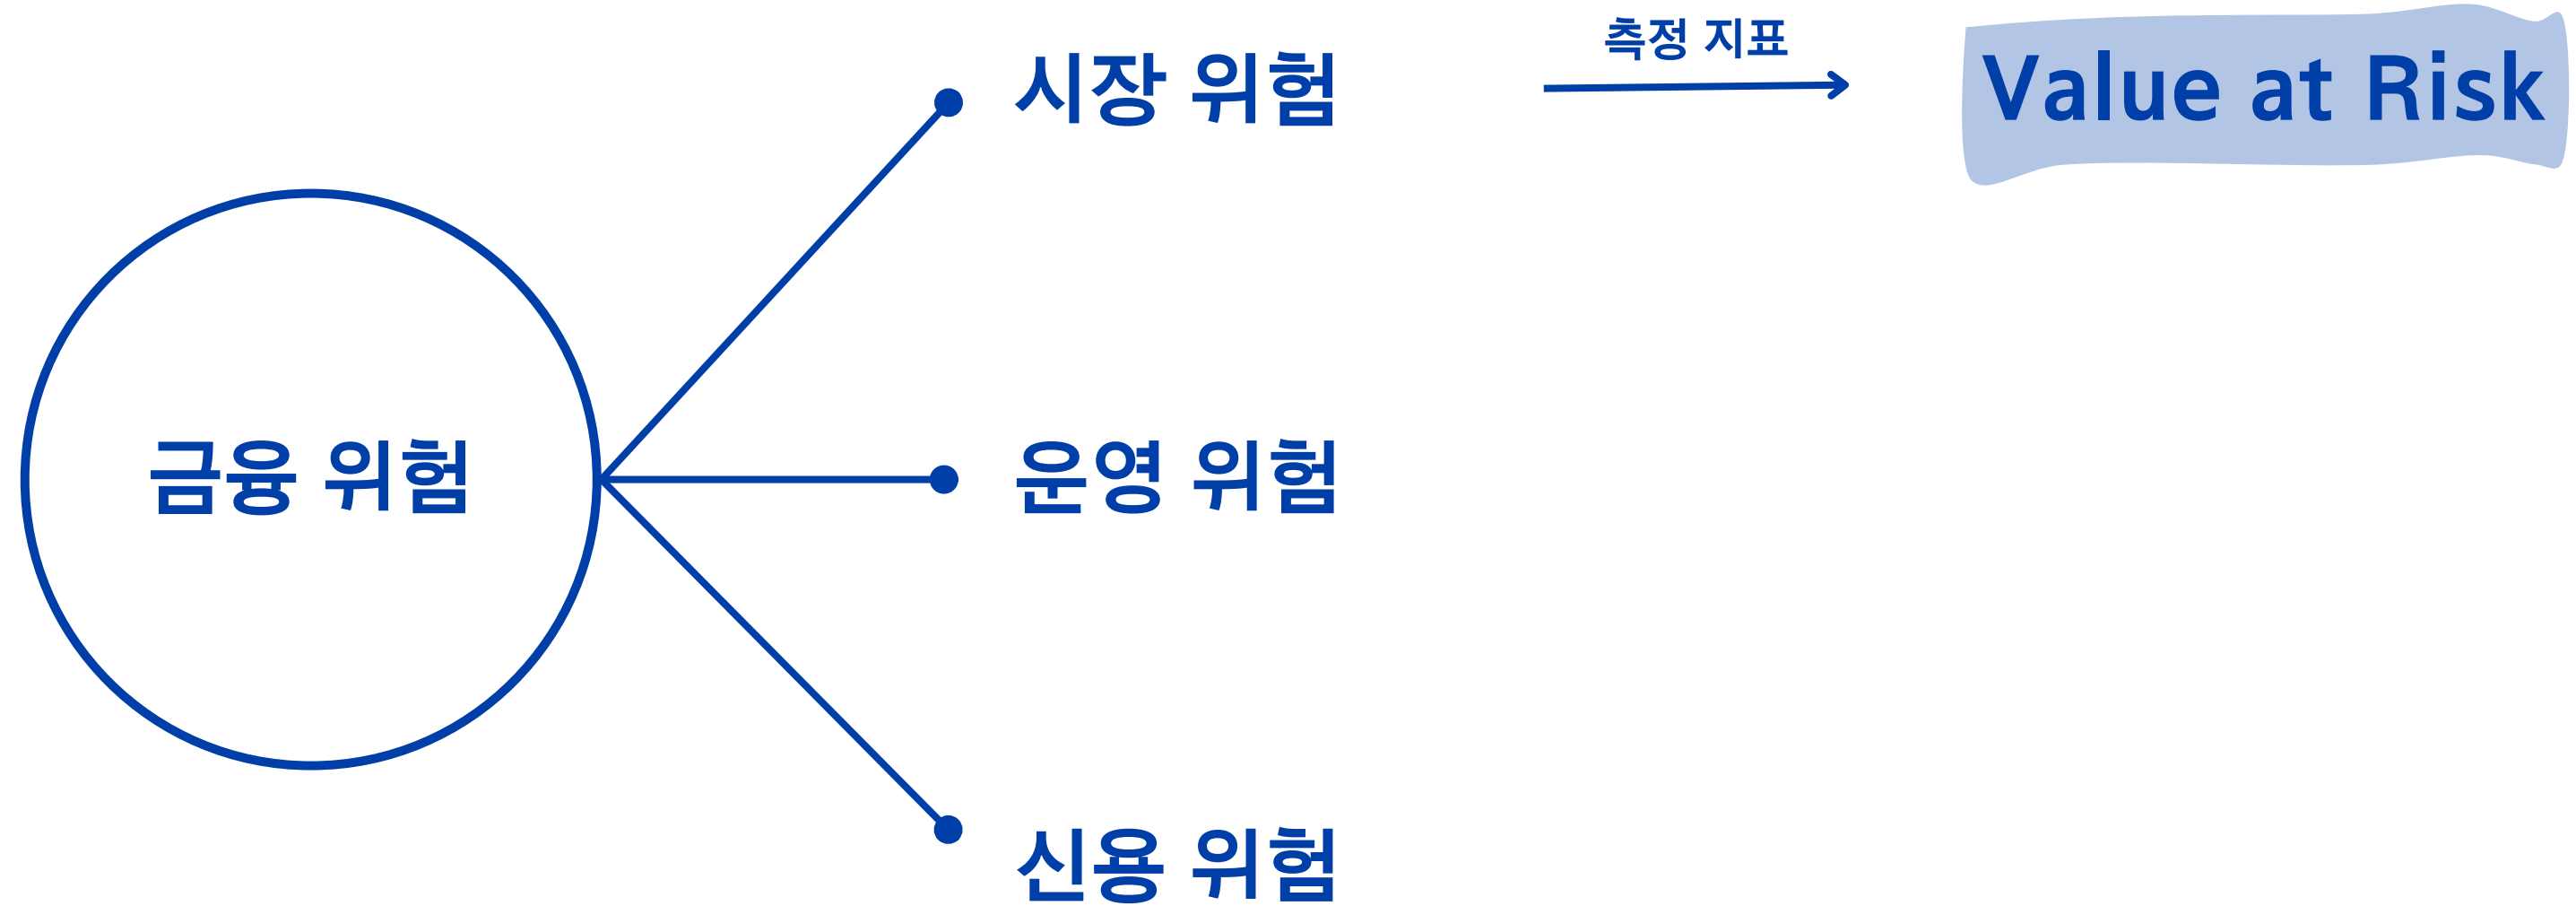 측정 지표
시장 위험
Value at Risk
금융 위험
운영 위험
신용 위험